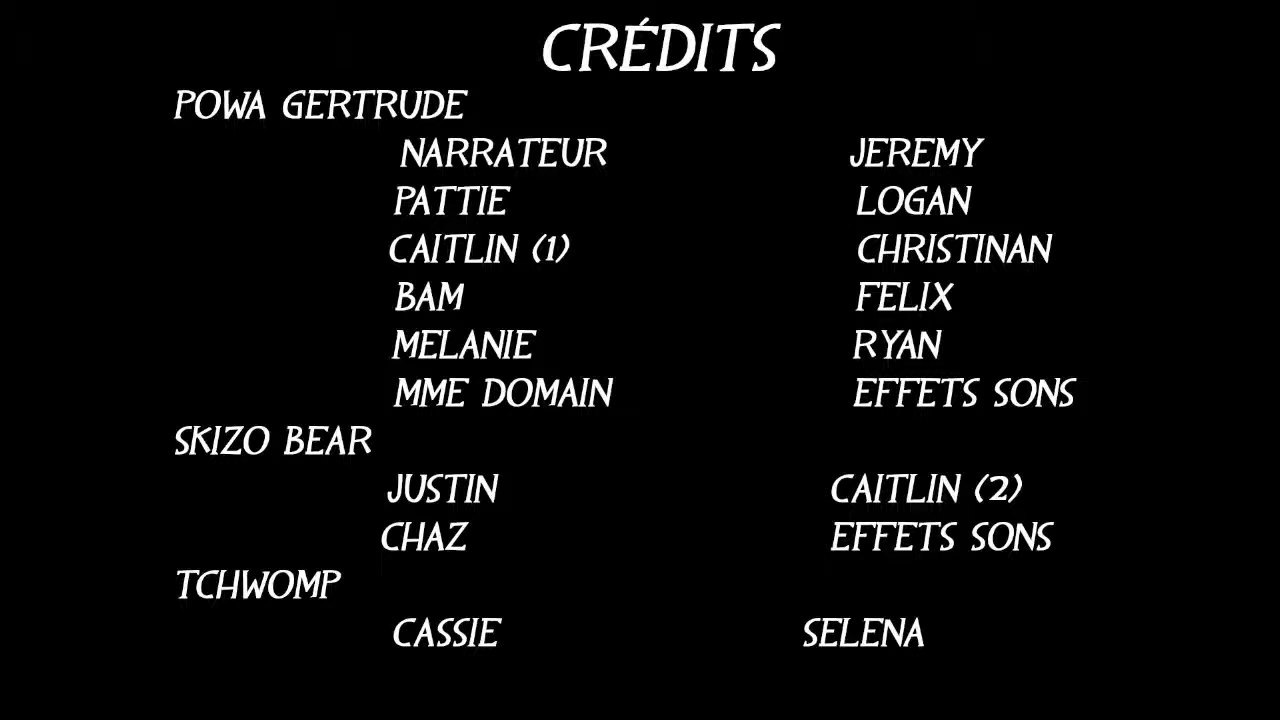 CRÉDITS
POWA GERTRUDE
NARRATEUR JEREMY
PATTIE LOGAN
CAITLIN (1) CHRISTINAN
BAM FELIX
MELANIE RYAN
MME DOMAIN EFFETS SONS
SKIZO BEAR
JUSTIN CAITLIN (2)
CHAZ EFFETS SONS
TCHWOMP
CASSIE SELENA